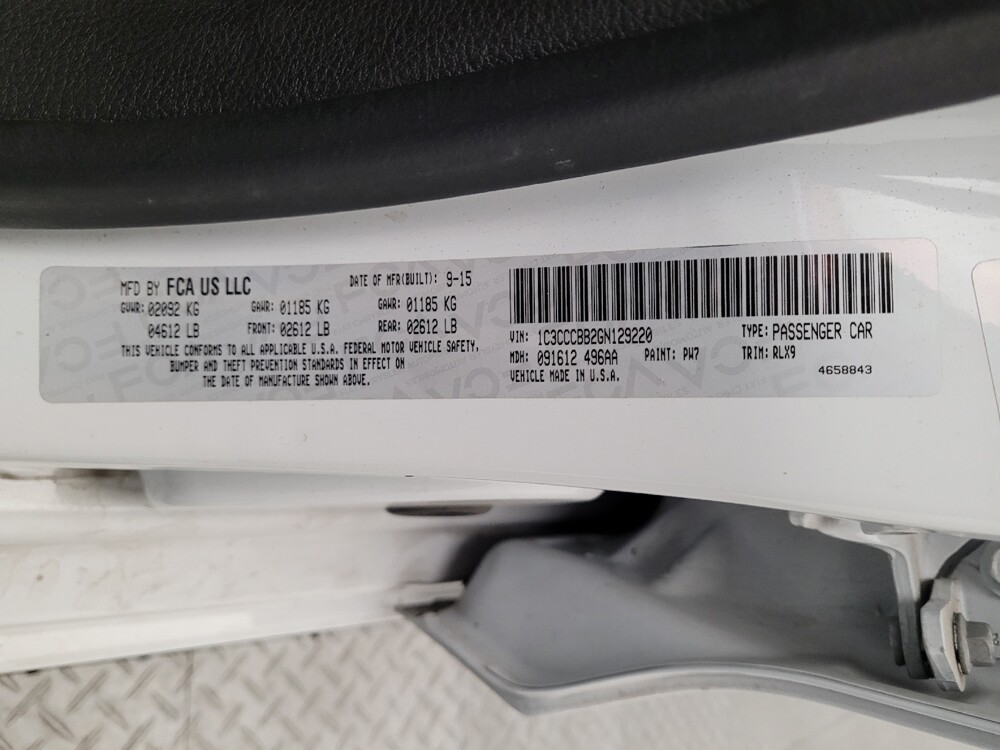 MFD BY FCA US LLC DATE OF MFR(BUILT): 9-15
GVWR: 02092 KG GAWR: 01185 KG GAWR: 01185 KG
04612 LB FRONT: 02612 LB REAR: 02612 LB
THIS VEHICLE CONFORMS TO ALL APPLICABLE U.S.A. FEDERAL MOTOR VEHICLE SAFETY,
BUMPER AND THEFT PREVENTION STANDARDS IN EFFECT ON
THE DATE OF MANUFACTURE SHOWN ABOVE.
VIN: 1C3CCCBB2GN129220 TYPE: PASSENGER CAR
MDH: 091612 496AA PAINT: PW7 TRIM: RLX9
VEHICLE MADE IN U.S.A.
4658843